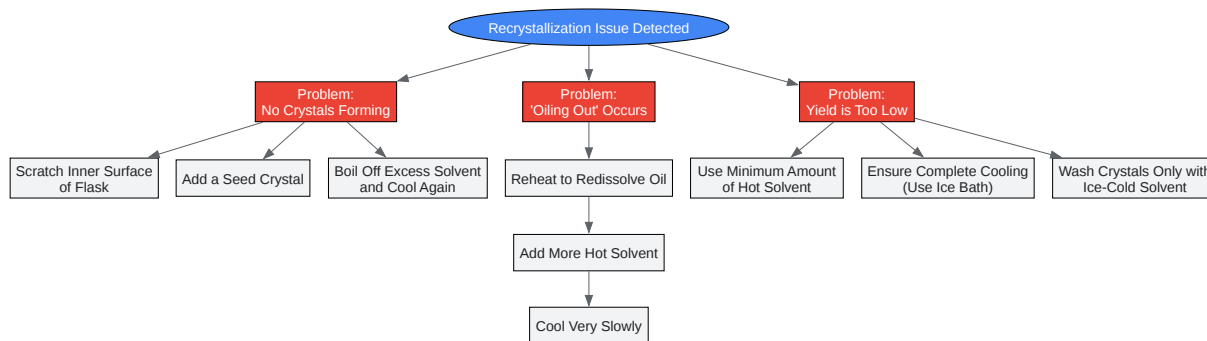 Recrystallization Issue Detected
Problem:
No Crystals Forming
Problem:
'Oiling Out' Occurs
Problem:
Yield is Too Low
Scratch Inner Surface
of Flask
Add a Seed Crystal
Boil Off Excess Solvent
and Cool Again
Reheat to Redissolve Oil
Use Minimum Amount
of Hot Solvent
Ensure Complete Cooling
(Use Ice Bath)
Wash Crystals Only with
Ice-Cold Solvent
Add More Hot Solvent
Cool Very Slowly